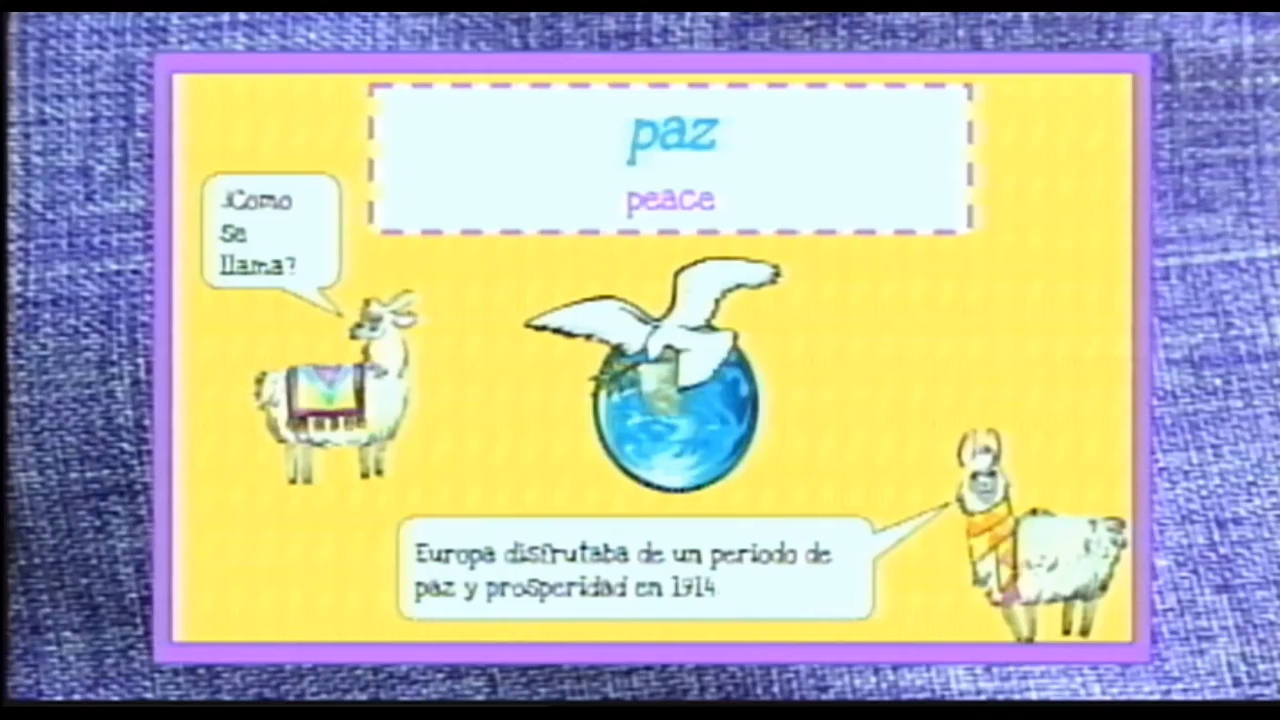 paz
peace
¿Como
se
llama?
Europa disfrutaba de un periodo de
paz y prosperidad en 1914